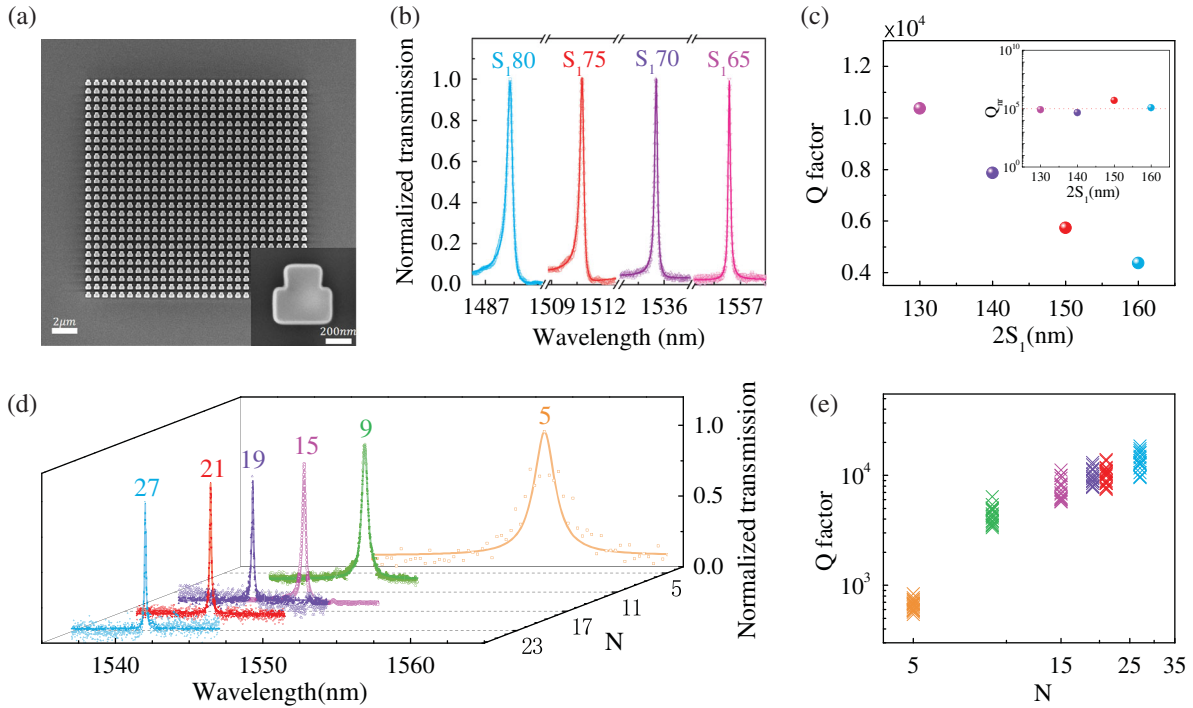 (a)
2μm
200nm
(b)
S₁80 S₁75 S₁70 S₁65
Normalized transmission
1.0
0.8
0.6
0.4
0.2
0.0
1487 1509 1512 1536 1557
Wavelength (nm)
(c)
×10⁴
Q factor
1.2
1.0
0.8
0.6
0.4
130 140 150 160
2S₁(nm)
Qnr
10¹⁰
10⁵
10⁰
130 140 150 160
2S₁(nm)
(d)
27 21 19 15 9 5
Normalized transmission
1.0
0.5
0.0
5
11
17
23
N
1540 1550 1560
Wavelength(nm)
(e)
Q factor
10⁴
10³
5 15 25 35
N